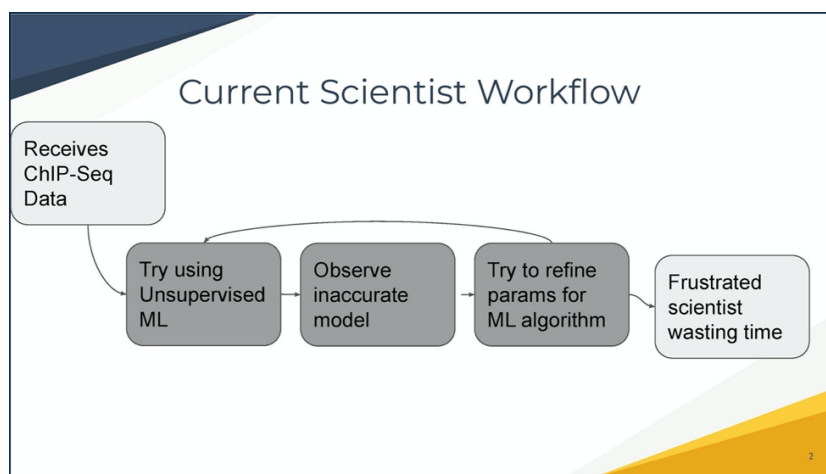 Current Scientist Workflow
Receives
ChIP-Seq
Data
Try using
Unsupervised
ML
Observe
inaccurate
model
Try to refine
params for
ML algorithm
Frustrated
scientist
wasting time
2